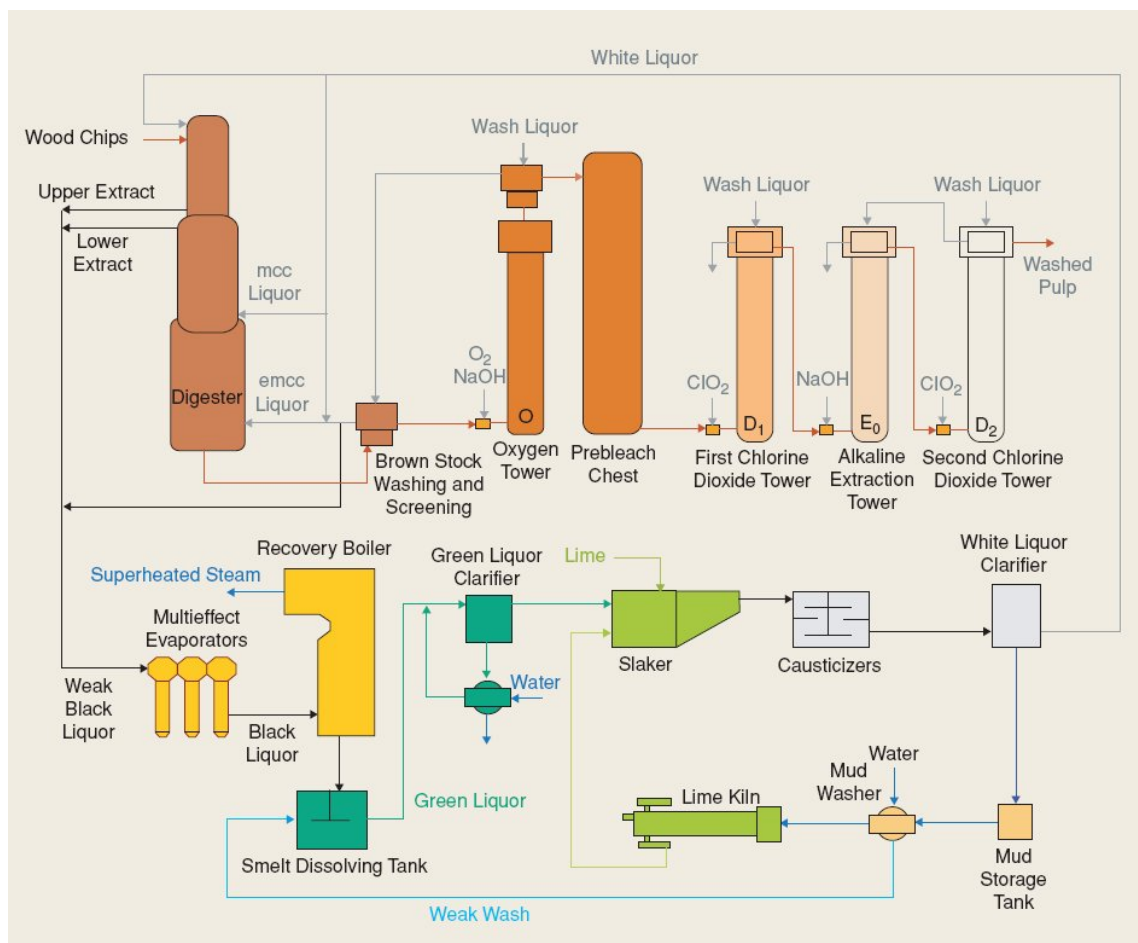 White Liquor
Wood Chips
Wash Liquor
Upper Extract
Lower
Extract
Wash Liquor
Wash Liquor
Washed
Pulp
mcc
Liquor
O2
NaOH
ClO2
NaOH
ClO2
Digester
emcc
Liquor
O
D1
E0
D2
Brown Stock
Washing and
Screening
Oxygen
Tower
Prebleach
Chest
First Chlorine
Dioxide Tower
Alkaline
Extraction
Tower
Second Chlorine
Dioxide Tower
Recovery Boiler
Superheated Steam
Green Liquor
Clarifier
Lime
White Liquor
Clarifier
Multieffect
Evaporators
Slaker
Causticizers
Water
Weak
Black
Liquor
Black
Liquor
Green Liquor
Water
Mud
Washer
Lime Kiln
Smelt Dissolving Tank
Mud
Storage
Tank
Weak Wash